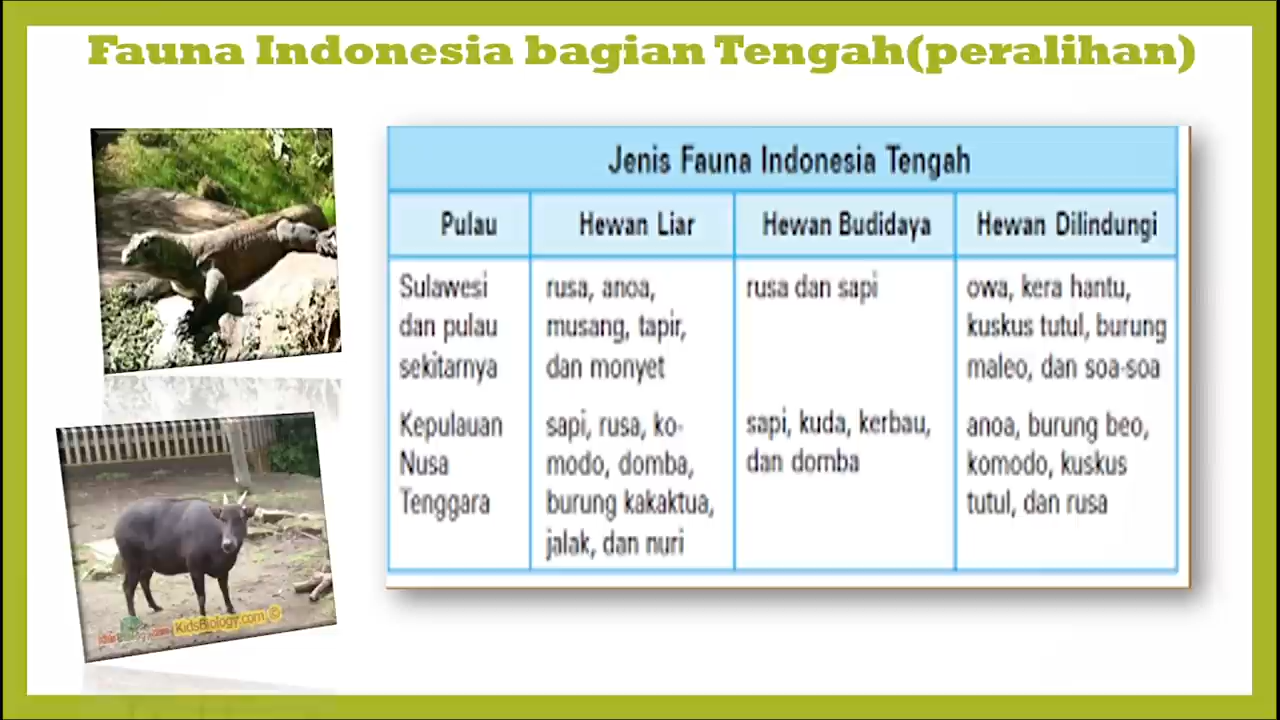 Fauna Indonesia bagian Tengah(peralihan)
Jenis Fauna Indonesia Tengah
Pulau
Hewan Liar
Hewan Budidaya
Hewan Dilindungi
Sulawesi
dan pulau
sekitarnya
rusa, anoa,
musang, tapir,
dan monyet
rusa dan sapi
owa, kera hantu,
kuskus tutul, burung
maleo, dan soa-soa
Kepulauan
Nusa
Tenggara
sapi, rusa, ko-
modo, domba,
burung kakaktua,
jalak, dan nuri
sapi, kuda, kerbau,
dan domba
anoa, burung beo,
komodo, kuskus
tutul, dan rusa
KidsBiology.com ©